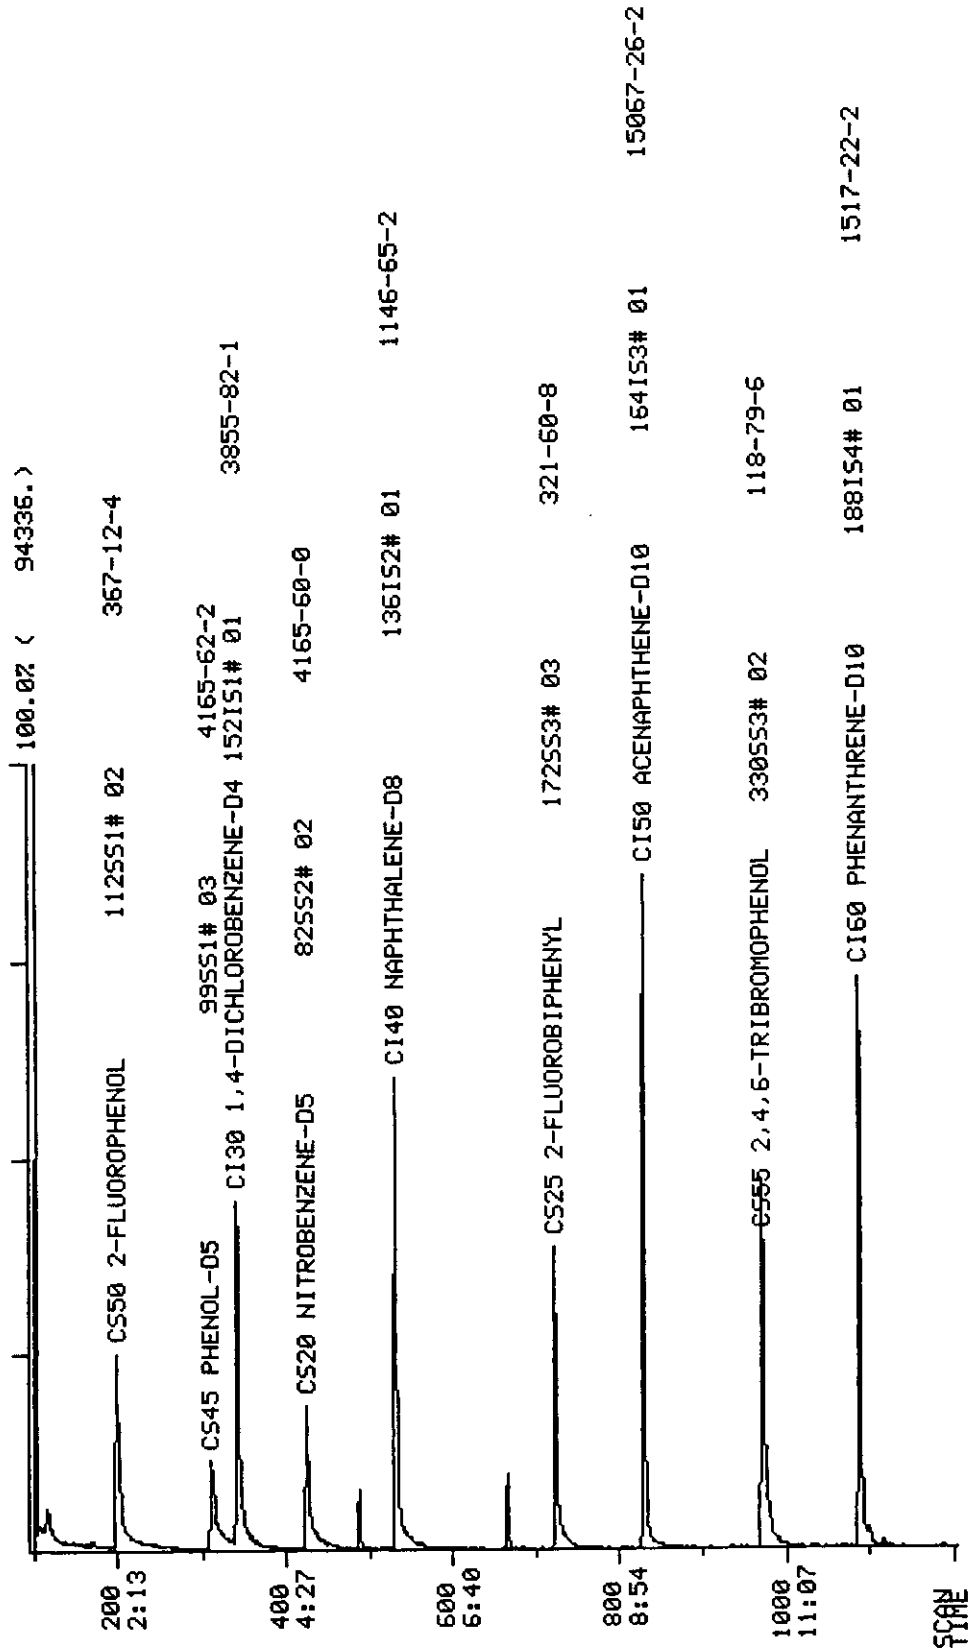 100.0% ( 94336.)
CS50 2-FLUOROPHENOL 112SS1# 02 367-12-4
CS45 PHENOL-D5 99SS1# 03 4165-62-2
CI30 1,4-DICHLOROBENZENE-D4 152IS1# 01 3855-82-1
CS20 NITROBENZENE-D5 82SS2# 02 4165-60-0
CI40 NAPHTHALENE-D8 136IS2# 01 1146-65-2
CS25 2-FLUOROBIPHENYL 172SS3# 03 321-60-8
CI50 ACENAPHTHENE-D10 164IS3# 01 15067-26-2
CS55 2,4,6-TRIBROMOPHENOL 330SS3# 02 118-79-6
CI60 PHENANTHRENE-D10 188IS4# 01 1517-22-2
200 400 600 800 1000 SCAN
2:13 4:27 6:40 8:54 11:07 TIME